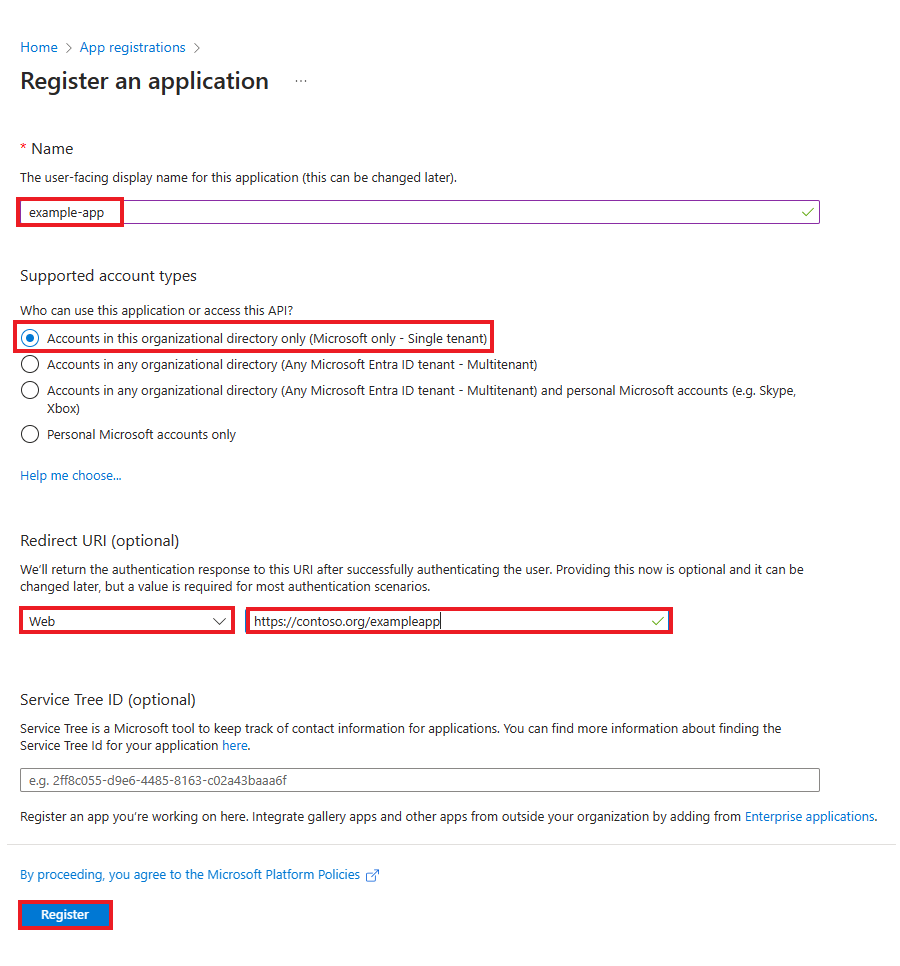 Home > App registrations >
Register an application ...
* Name
The user-facing display name for this application (this can be changed later).
example-app
Supported account types
Who can use this application or access this API?
Accounts in this organizational directory only (Microsoft only - Single tenant)
Accounts in any organizational directory (Any Microsoft Entra ID tenant - Multitenant)
Accounts in any organizational directory (Any Microsoft Entra ID tenant - Multitenant) and personal Microsoft accounts (e.g. Skype,
Xbox)
Personal Microsoft accounts only
Help me choose...
Redirect URI (optional)
We'll return the authentication response to this URI after successfully authenticating the user. Providing this now is optional and it can be
changed later, but a value is required for most authentication scenarios.
Web https://contoso.org/exampleapp
Service Tree ID (optional)
Service Tree is a Microsoft tool to keep track of contact information for applications. You can find more information about finding the
Service Tree Id for your application here.
e.g. 2ff8c055-d9e6-4485-8163-c02a43baaa6f
Register an app you're working on here. Integrate gallery apps and other apps from outside your organization by adding from Enterprise applications.
By proceeding, you agree to the Microsoft Platform Policies
Register